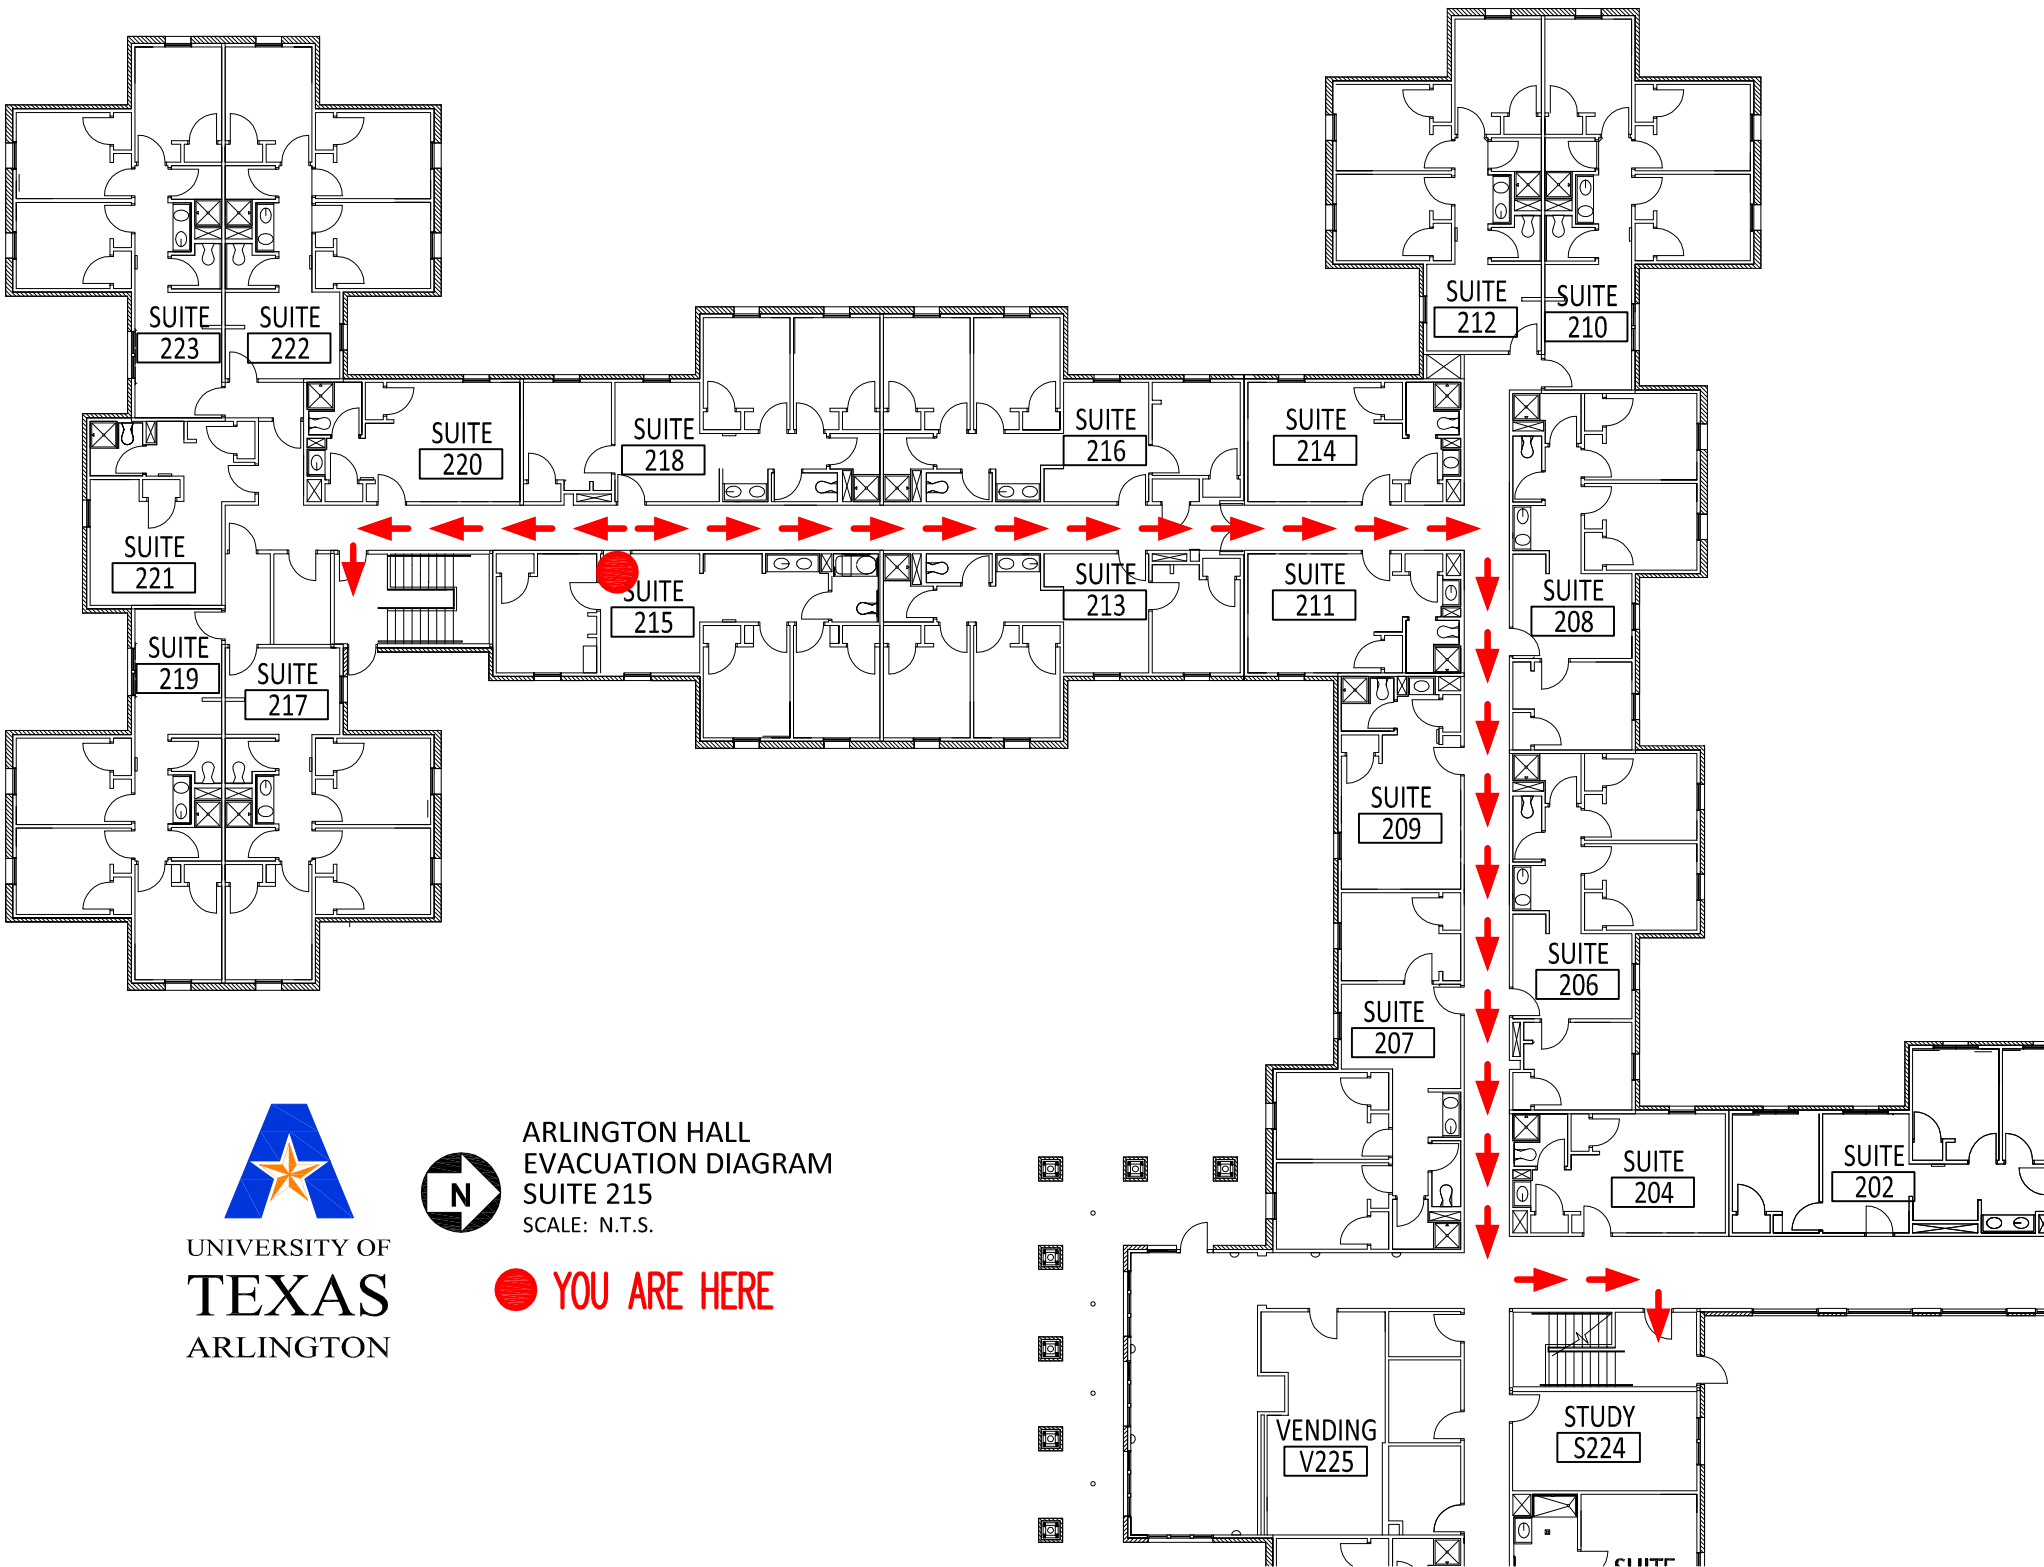 SUITE
212
SUITE
210
SUITE
223
SUITE
222
SUITE
220
SUITE
218
SUITE
216
SUITE
214
SUITE
221
SUITE
215
SUITE
213
SUITE
211
SUITE
208
SUITE
219
SUITE
217
SUITE
209
SUITE
206
SUITE
207
SUITE
204
SUITE
202
UNIVERSITY OF
TEXAS
ARLINGTON
N
ARLINGTON HALL
EVACUATION DIAGRAM
SUITE 215
SCALE: N.T.S.
YOU ARE HERE
VENDING
V225
STUDY
S224
SUITE